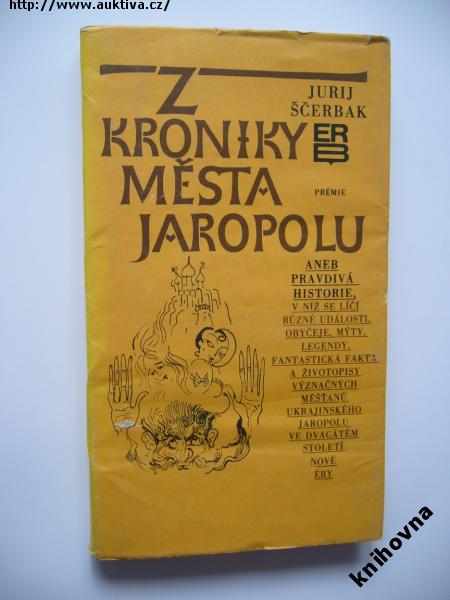 http://www.auktiva.cz/
Z
KRONIKY
MĚSTA
JAROPOLU
JURIJ
ŠČERBAK
ER
B
PRÉMIE
ANEB
PRAVDIVÁ
HISTORIE,
V NÍŽ SE LÍČÍ
RŮZNÉ UDÁLOSTI,
OBYČEJE, MÝTY,
LEGENDY,
FANTASTICKÁ FAKTA
A ŽIVOTOPISY
VÝZNAČNÝCH
MĚŠŤANŮ
UKRAJINSKÉHO
JAROPOLU
VE DVACÁTÉM
STOLETÍ
NOVÉ
ÉRY
knihovna